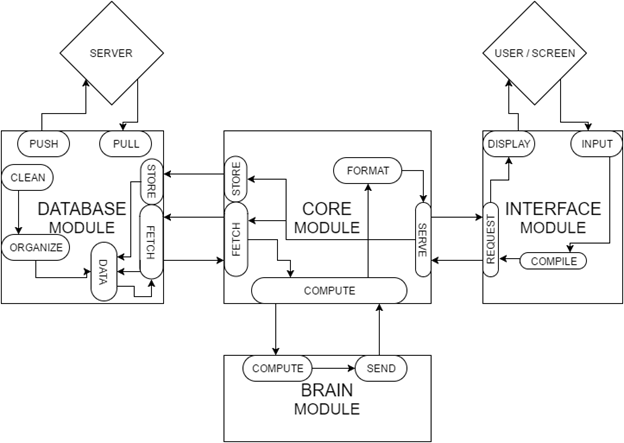 SERVER
USER / SCREEN
PUSH
PULL
DISPLAY
INPUT
CLEAN
STORE
STORE
FORMAT
DATABASE
MODULE
CORE
MODULE
INTERFACE
MODULE
ORGANIZE
FETCH
FETCH
SERVE
REQUEST
DATA
COMPILE
COMPUTE
COMPUTE
SEND
BRAIN
MODULE